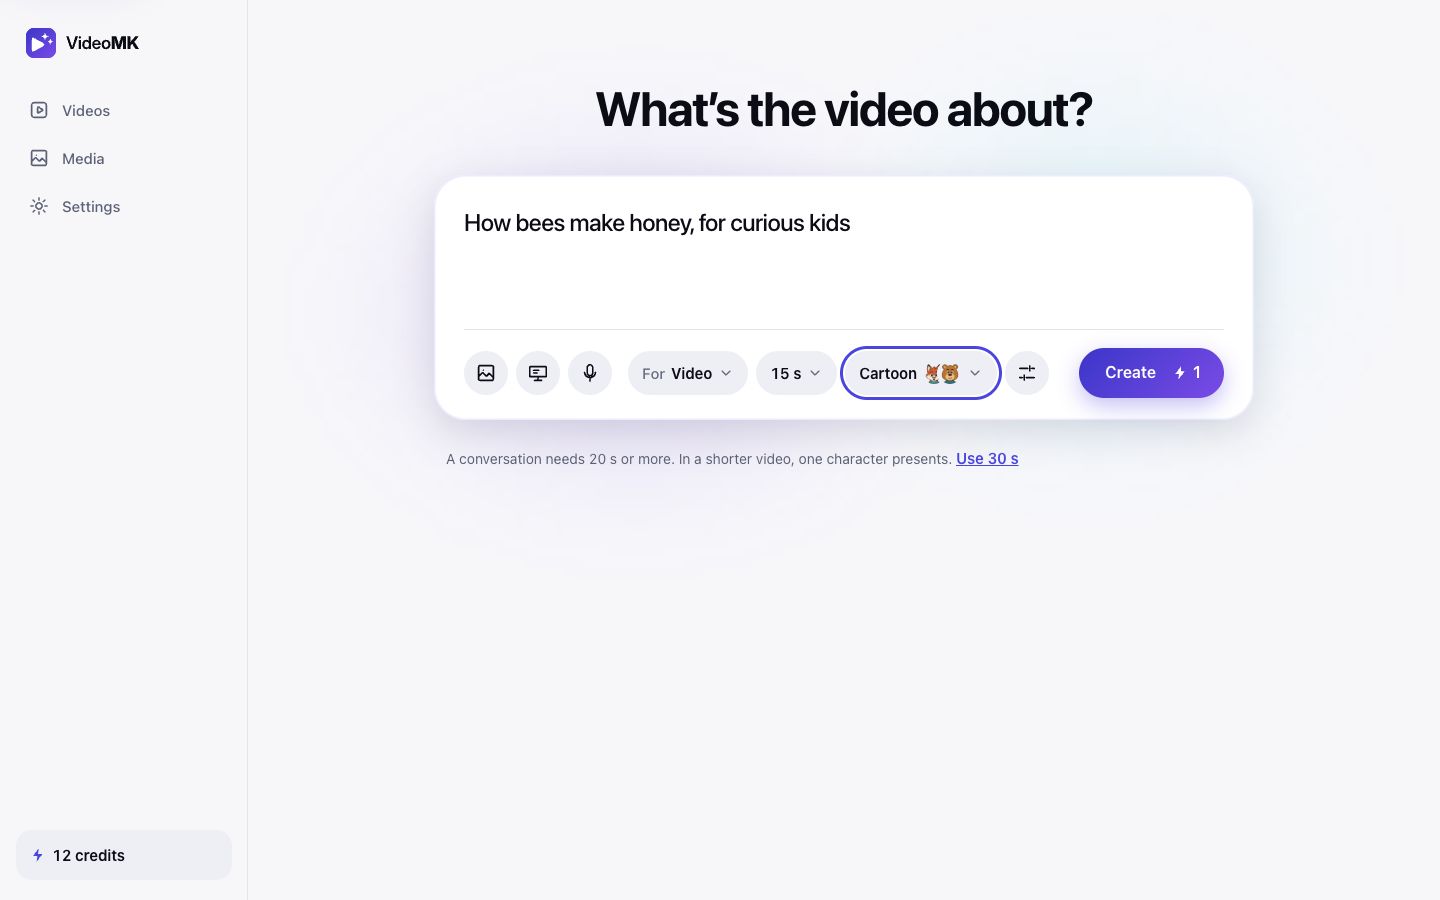 VideoMK
Videos
Media
Settings
What’s the video about?
How bees make honey, for curious kids
For Video
15 s
Cartoon
Create 1
A conversation needs 20 s or more. In a shorter video, one character presents. Use 30 s
12 credits